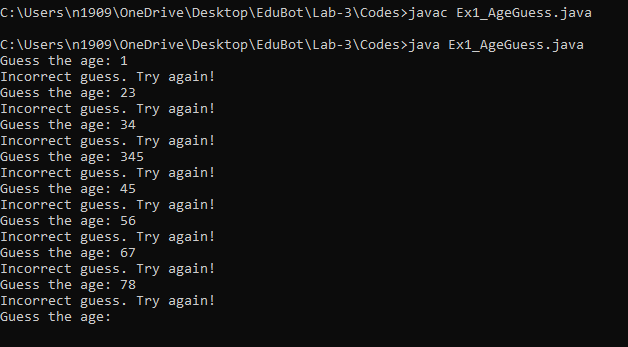 C:\Users\n1909\OneDrive\Desktop\EduBot\Lab-3\Codes>javac Ex1_AgeGuess.java
C:\Users\n1909\OneDrive\Desktop\EduBot\Lab-3\Codes>java Ex1_AgeGuess.java
Guess the age: 1
Incorrect guess. Try again!
Guess the age: 23
Incorrect guess. Try again!
Guess the age: 34
Incorrect guess. Try again!
Guess the age: 345
Incorrect guess. Try again!
Guess the age: 45
Incorrect guess. Try again!
Guess the age: 56
Incorrect guess. Try again!
Guess the age: 67
Incorrect guess. Try again!
Guess the age: 78
Incorrect guess. Try again!
Guess the age: